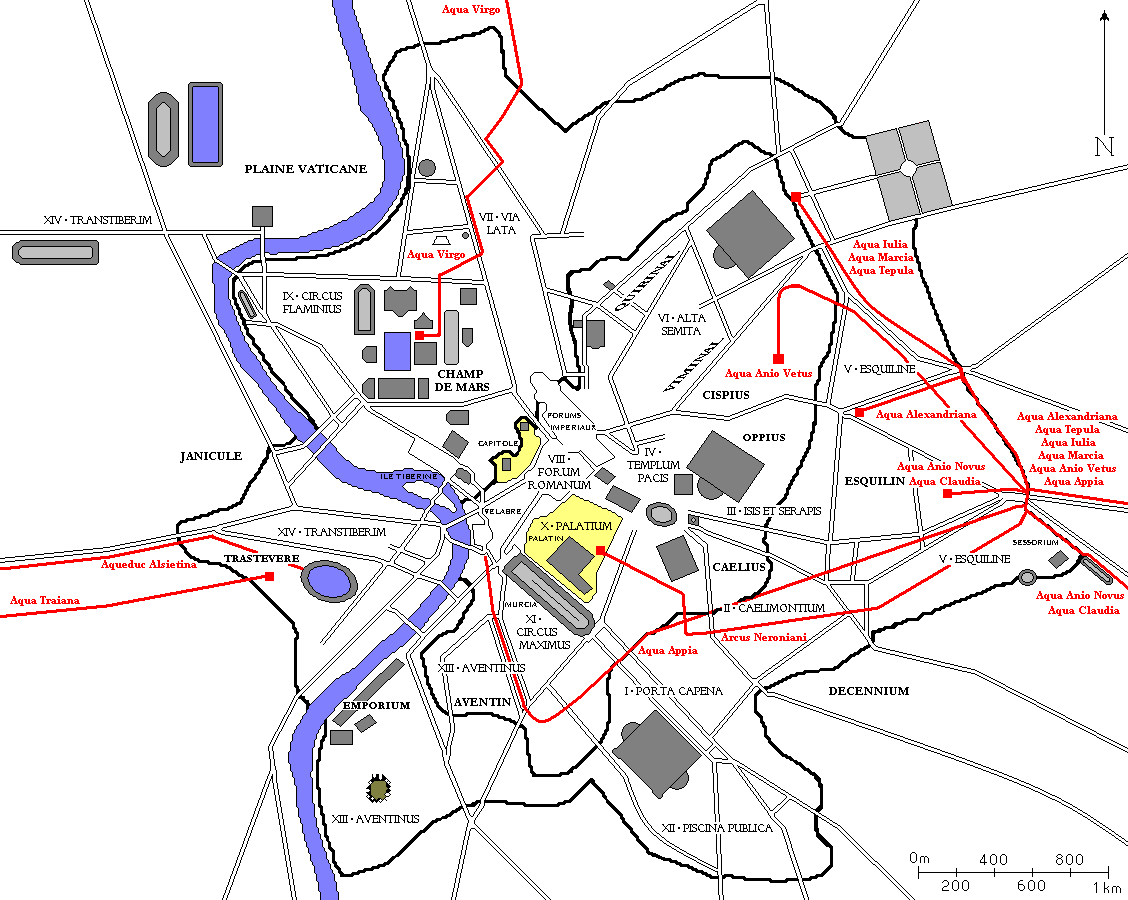 Aqua Virgo
N
PLAINE VATICANE
XIV • TRANSTIBERIM
VII • VIA
LATA
Aqua Virgo
Aqua Iulia
Aqua Marcia
Aqua Tepula
QUIRINAL
IX • CIRCUS
FLAMINIUS
VI • ALTA
SEMITA
VIMINAL
CHAMP
DE MARS
Aqua Anio Vetus
V • ESQUILINE
CISPIUS
Aqua Alexandriana
FORUMS
IMPERIAUX
Aqua Alexandriana
Aqua Tepula
Aqua Iulia
Aqua Marcia
Aqua Anio Vetus
Aqua Appia
CAPITOLE
OPPIUS
JANICULE
IV •
TEMPLUM
PACIS
VIII •
FORUM
ROMANUM
Aqua Anio Novus
Aqua Claudia
ESQUILIN
ILE TIBERINE
VELABRE
III • ISIS ET SERAPIS
X • PALATIUM
PALATIN
XIV • TRANSTIBERIM
SESSORIUM
TRASTEVERE
V • ESQUILINE
Aqueduc Alsietina
CAELIUS
Aqua Traiana
Aqua Anio Novus
Aqua Claudia
MURCIA
XI •
CIRCUS
MAXIMUS
II • CAELIMONTIUM
Arcus Neroniani
Aqua Appia
XIII • AVENTINUS
I • PORTA CAPENA
DECENNIUM
AVENTIN
EMPORIUM
XIII • AVENTINUS
XII • PISCINA PUBLICA
0m 400 800
200 600 1km